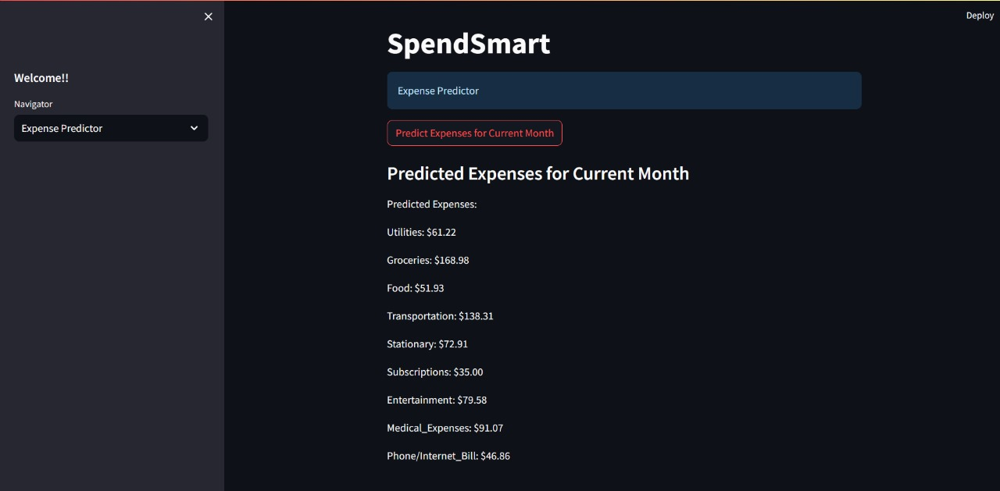 Deploy
Welcome!!
Navigator
Expense Predictor
SpendSmart
Expense Predictor
Predict Expenses for Current Month
Predicted Expenses for Current Month
Predicted Expenses:
Utilities: $61.22
Groceries: $168.98
Food: $51.93
Transportation: $138.31
Stationary: $72.91
Subscriptions: $35.00
Entertainment: $79.58
Medical_Expenses: $91.07
Phone/Internet_Bill: $46.86